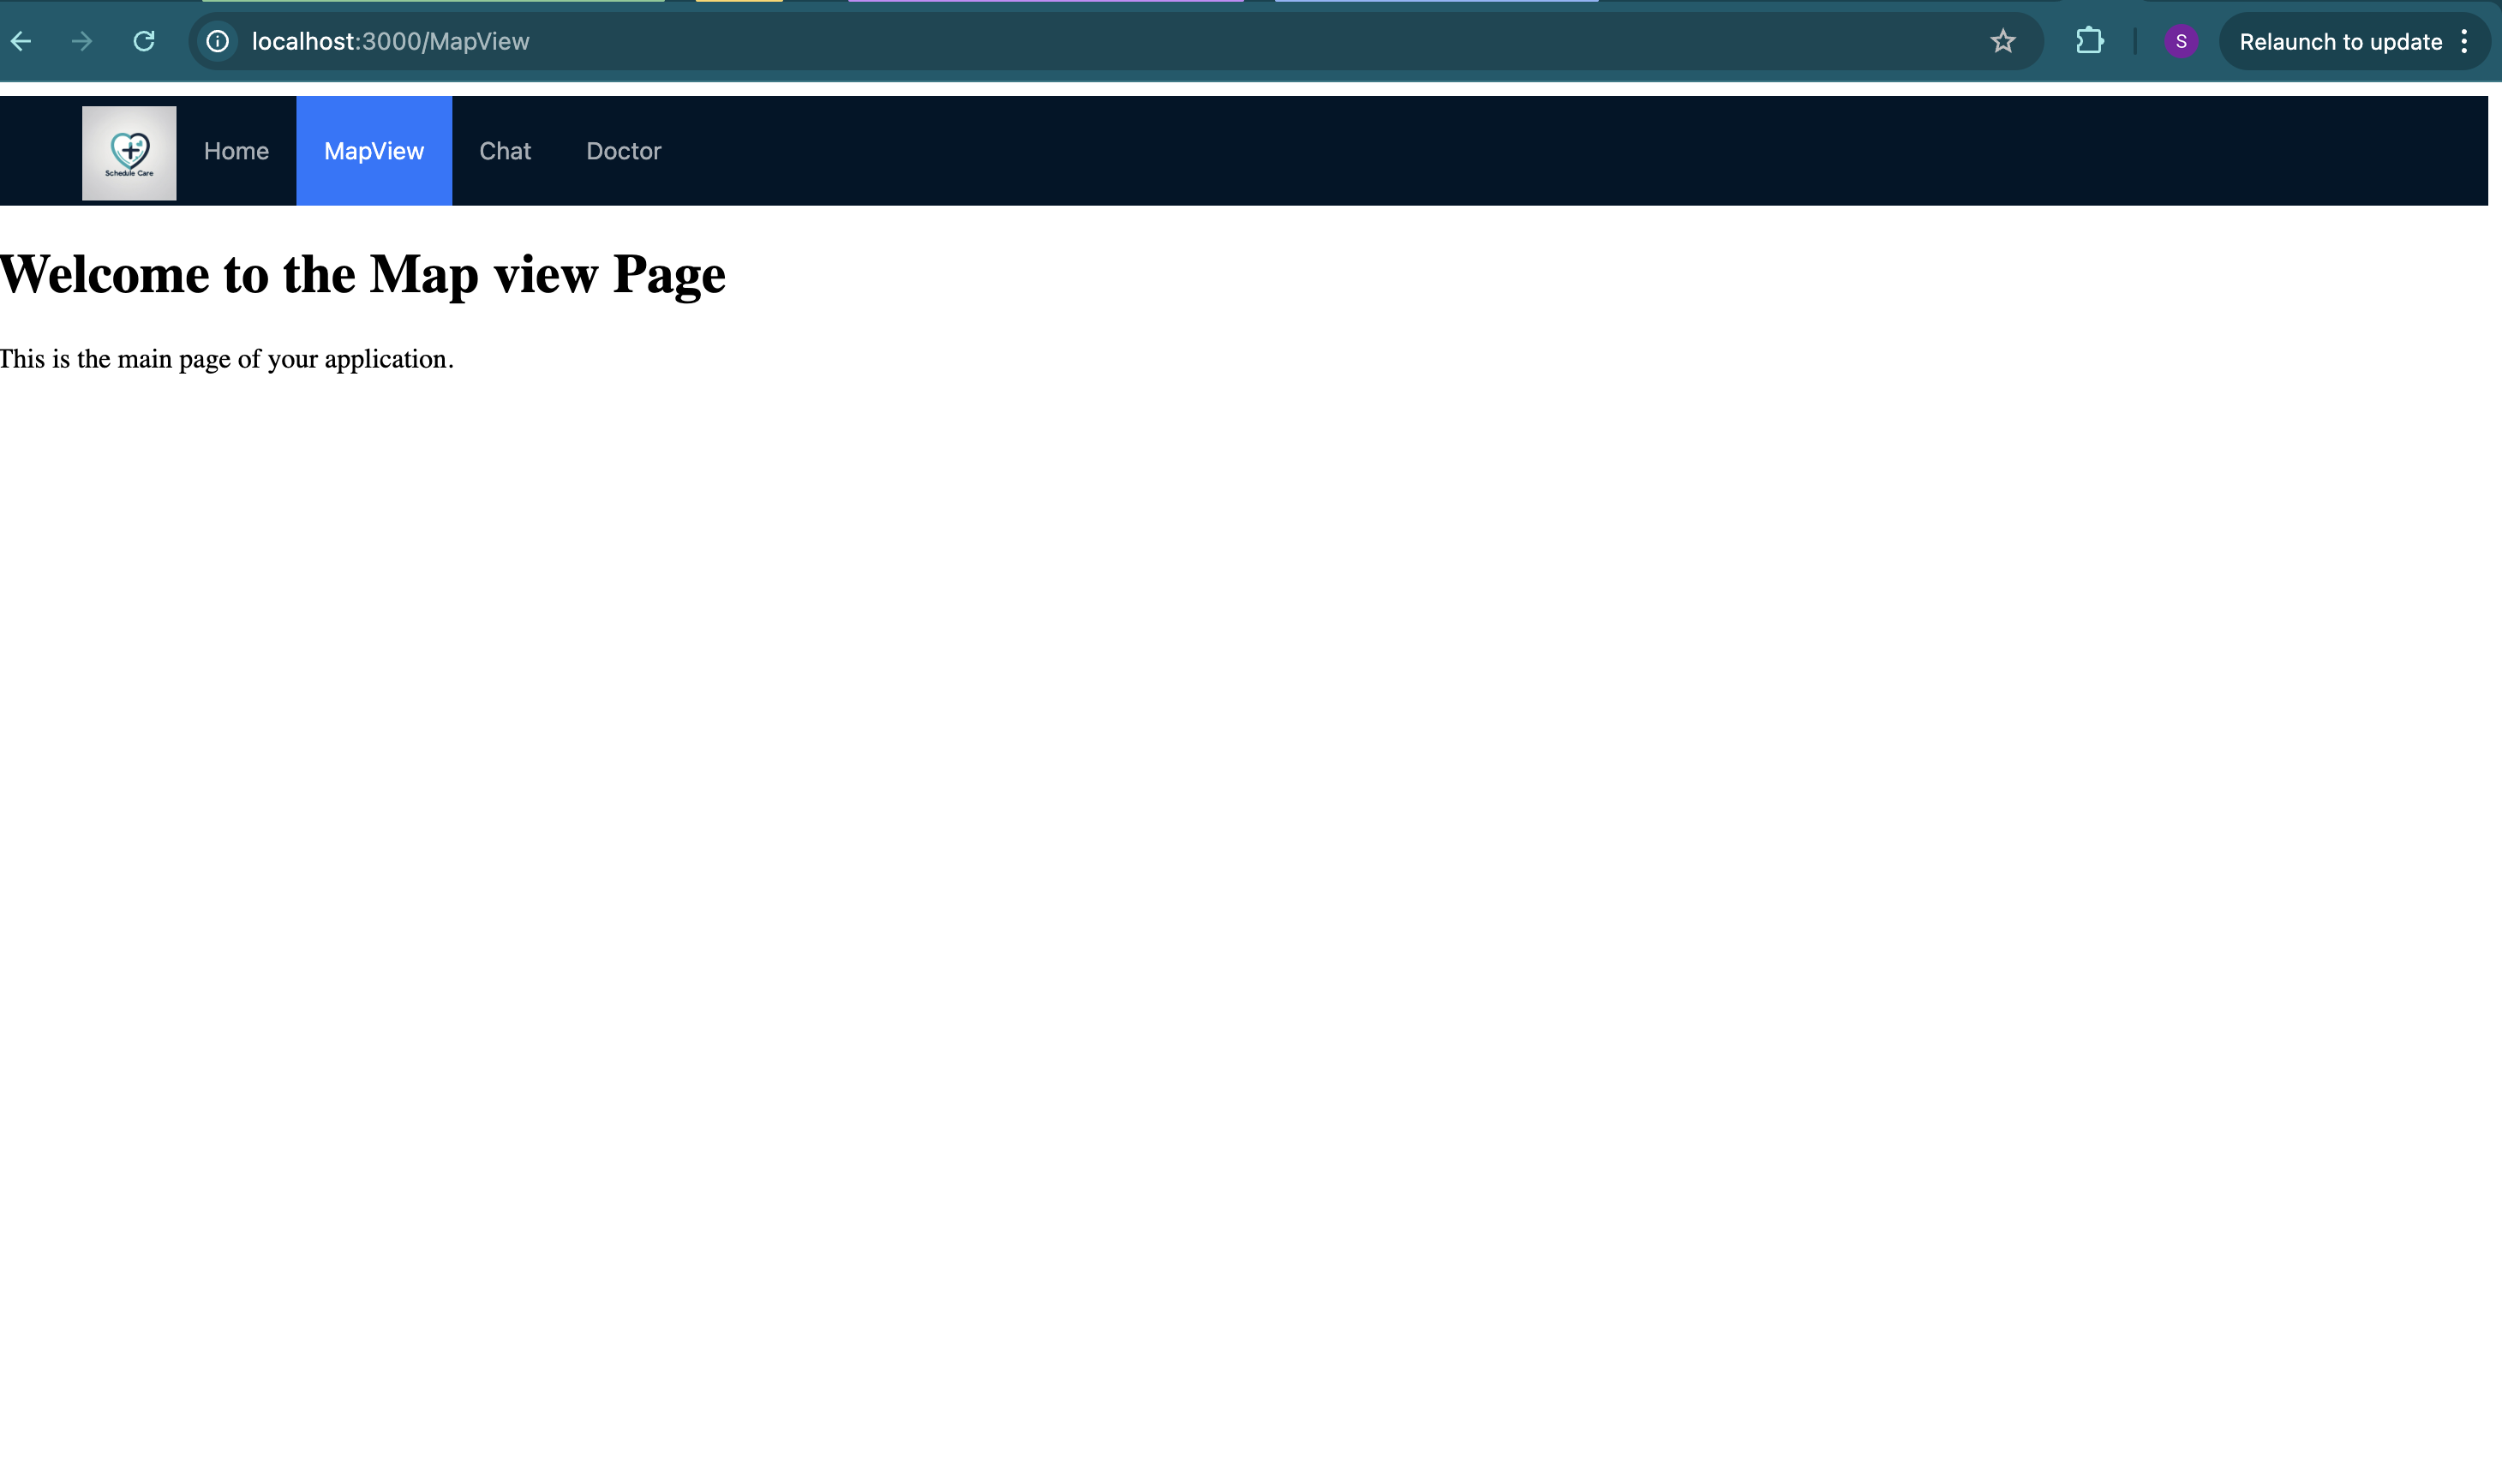 localhost:3000/MapView
S
Relaunch to update
Schedule Care
Home
MapView
Chat
Doctor
Welcome to the Map view Page
This is the main page of your application.